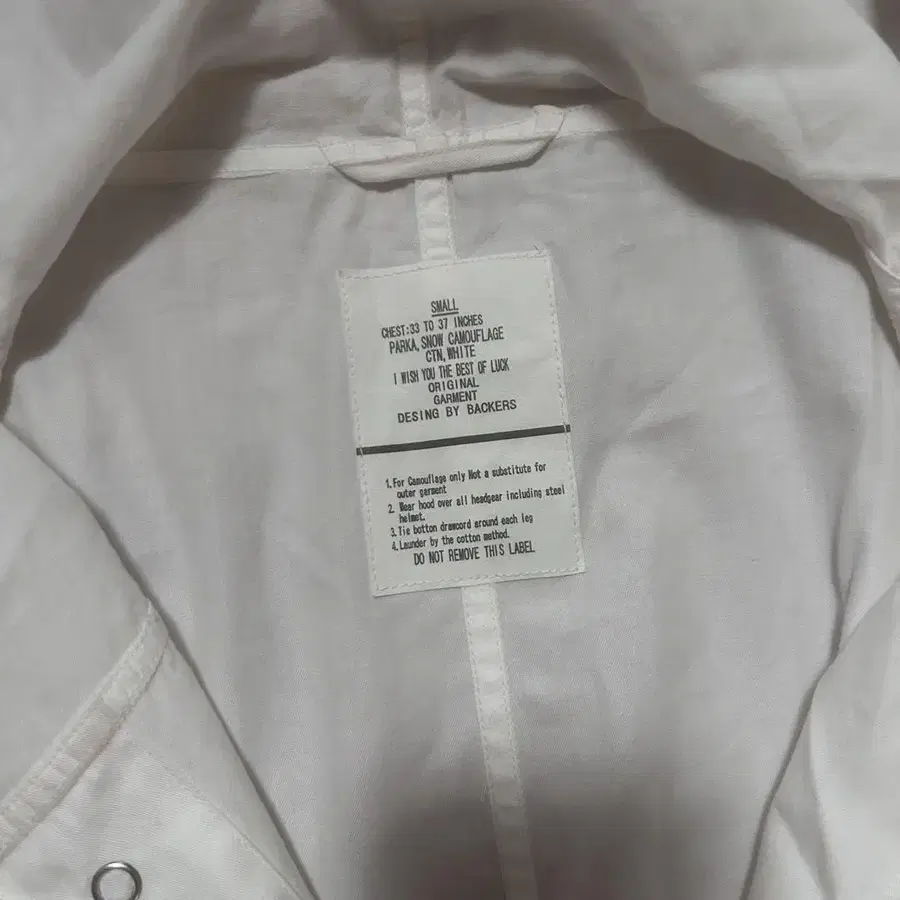 SMALL
CHEST:33 TO 37 INCHES
PARKA, SNOW CAMOUFLAGE
CTN, WHITE
I WISH YOU THE BEST OF LUCK
ORIGINAL
GARMENT
DESING BY BACKERS
1. For Camouflage only Not a substitute for
outer garment
2. Wear hood over all headgear including steel
helmet.
3. Tie botton drawcord around each leg
4. Launder by the cotton method.
DO NOT REMOVE THIS LABEL